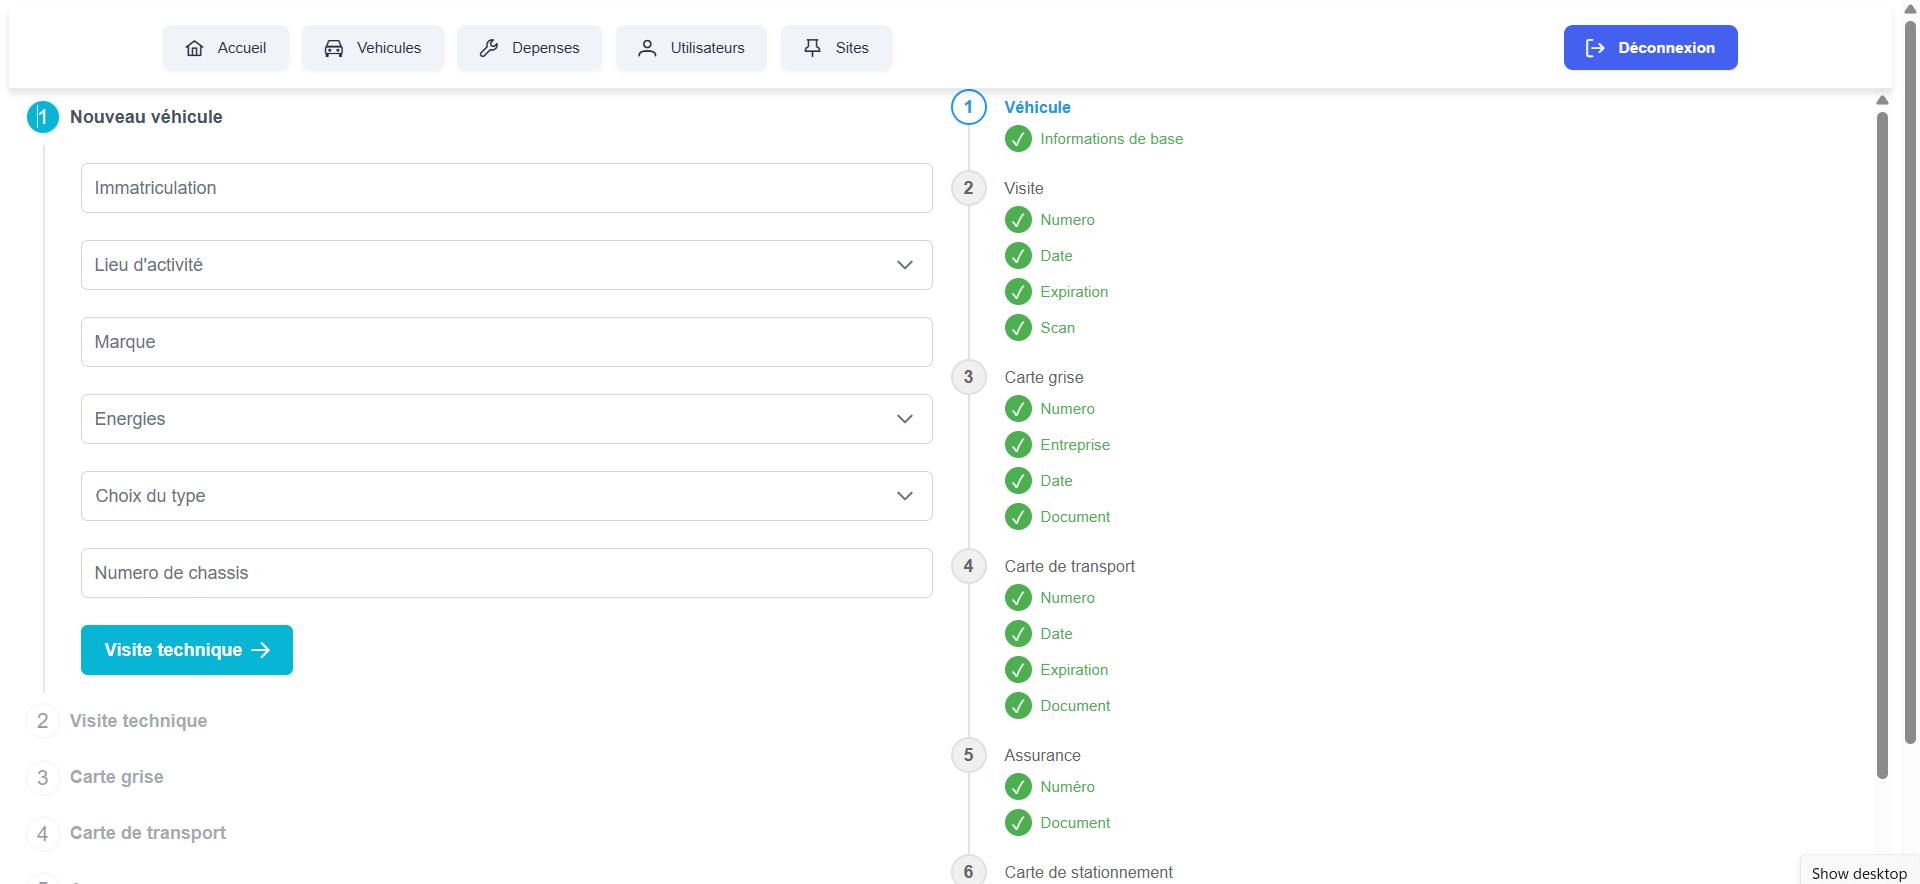 Accueil
Vehicules
Depenses
Utilisateurs
Sites
Déconnexion
1 Nouveau véhicule
Immatriculation
Lieu d'activité
Marque
Energies
Choix du type
Numero de chassis
Visite technique
2 Visite technique
3 Carte grise
4 Carte de transport
1 Véhicule
Informations de base
2 Visite
Numero
Date
Expiration
Scan
3 Carte grise
Numero
Entreprise
Date
Document
4 Carte de transport
Numero
Date
Expiration
Document
5 Assurance
Numéro
Document
6 Carte de stationnement
Show desktop